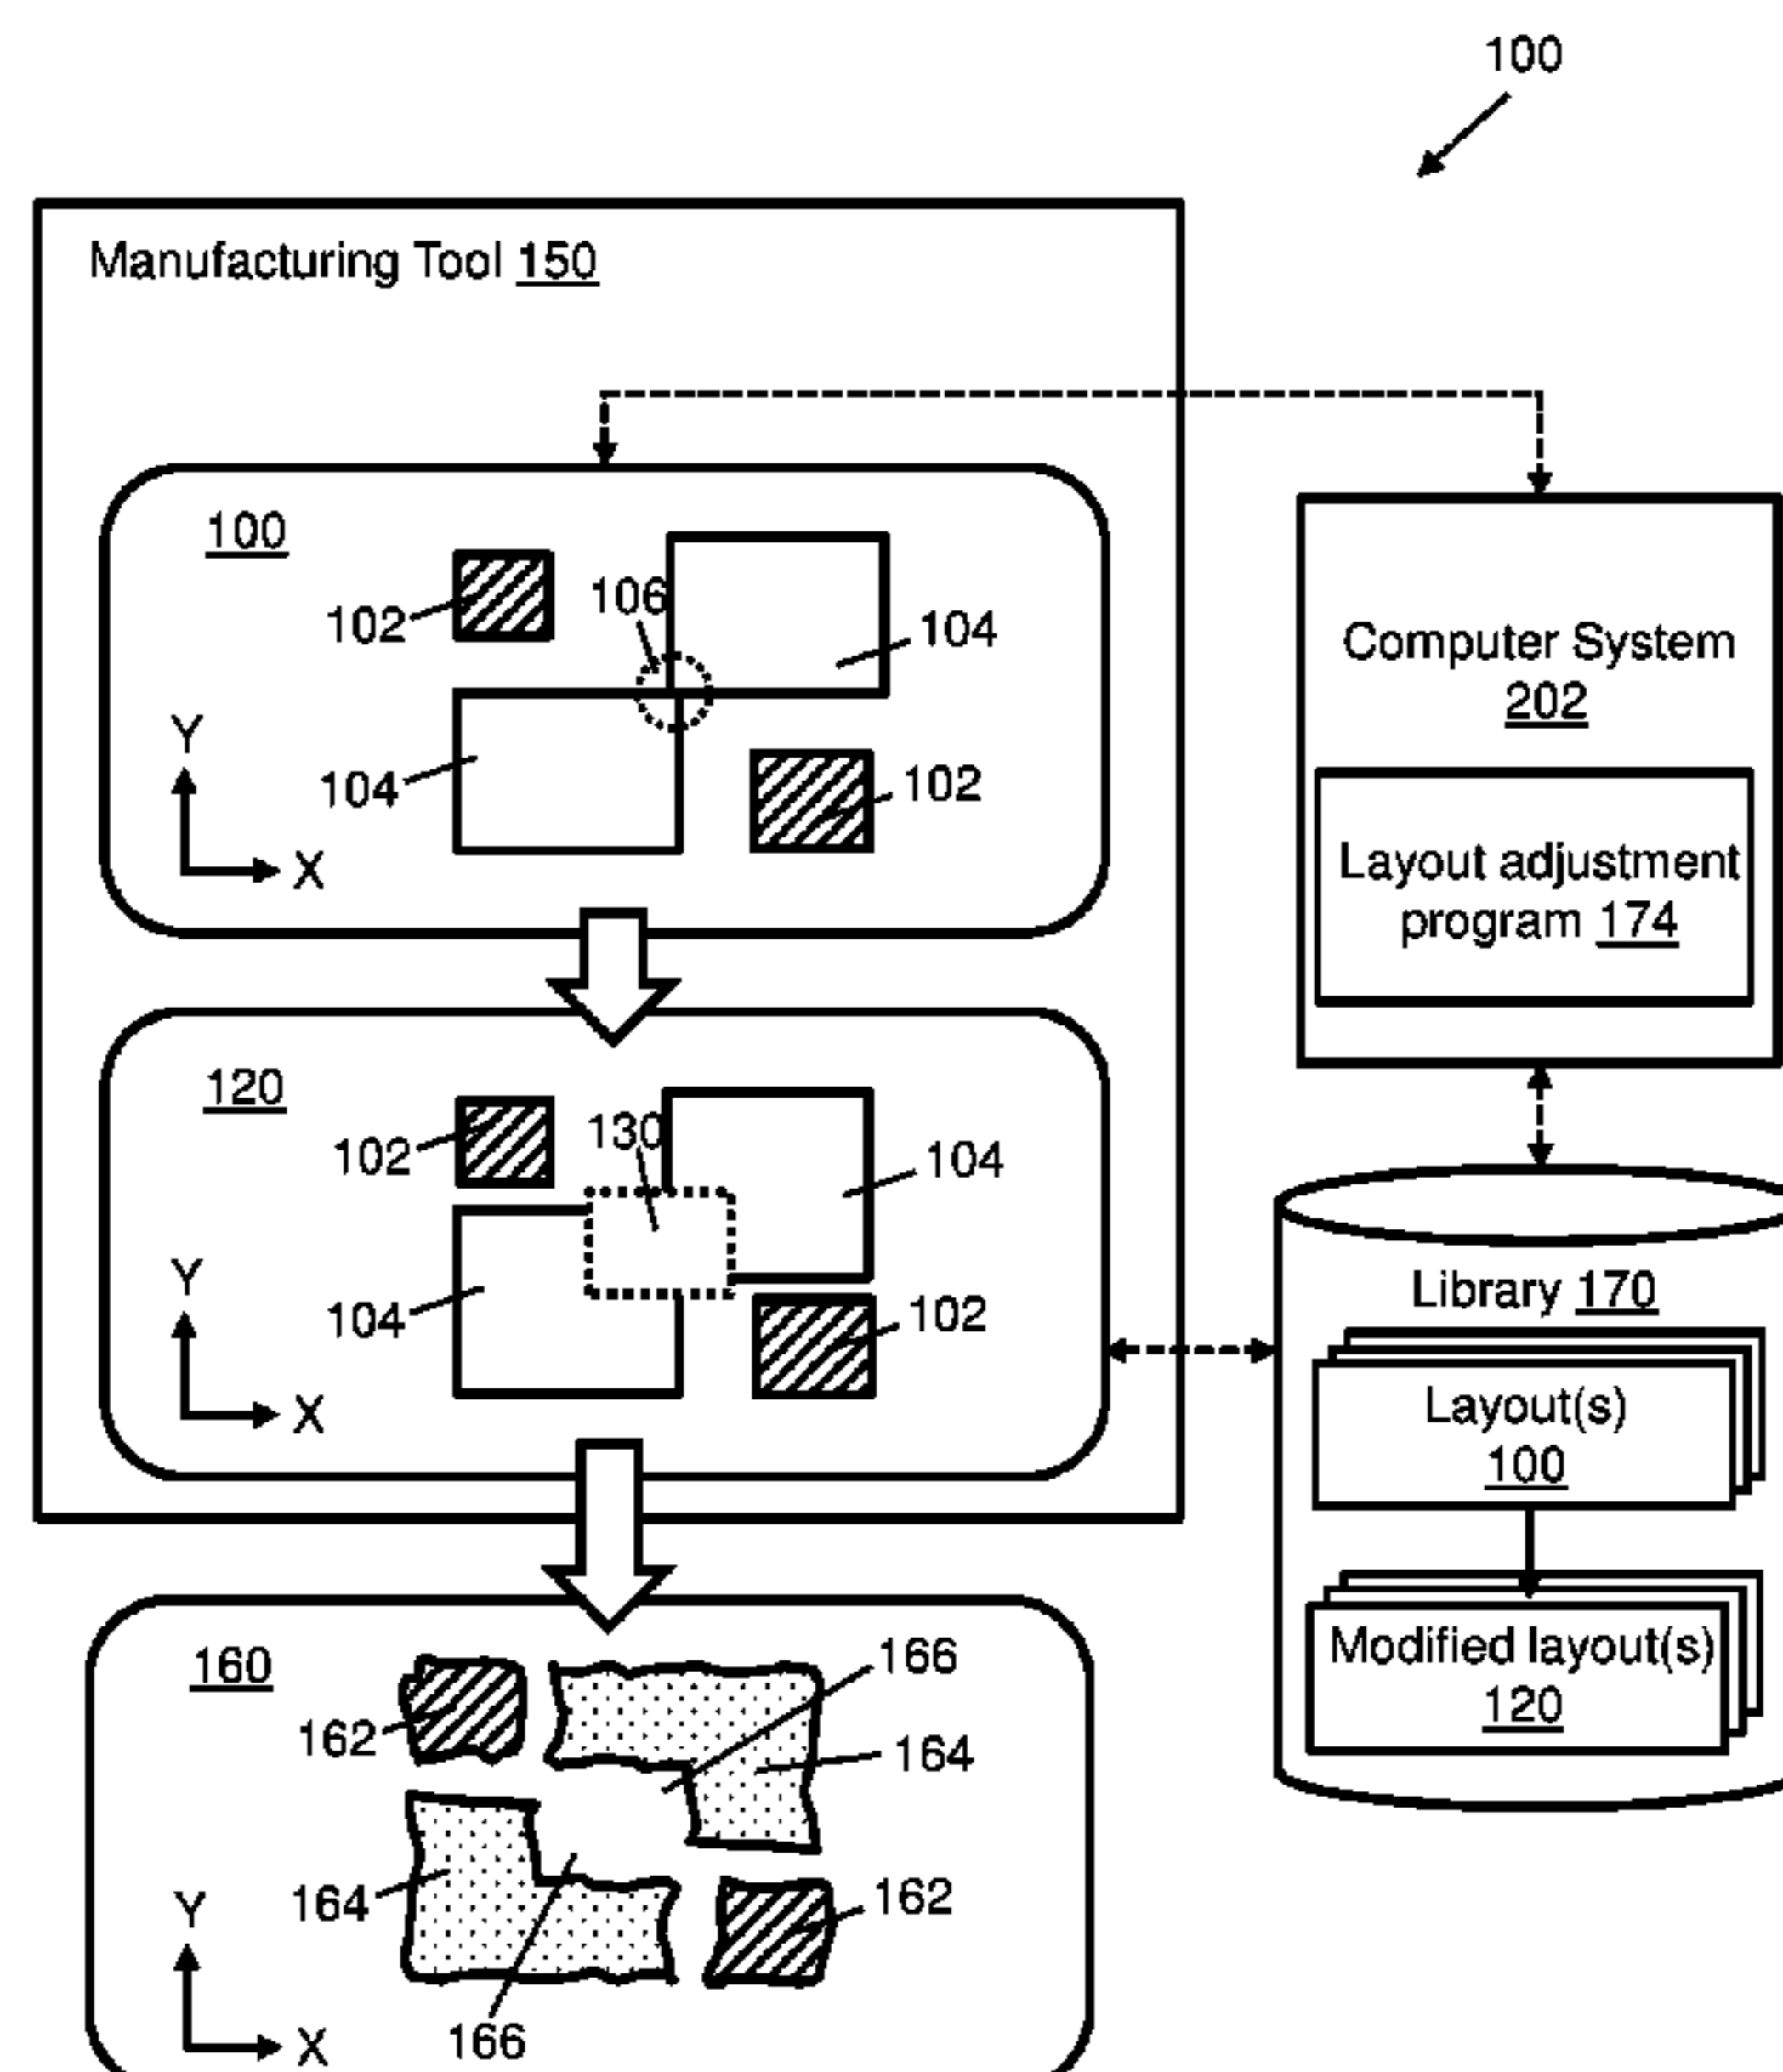 100
Manufacturing Tool 150
100
102
106
104
104
102
Y
X
Computer System
202
Layout adjustment
program 174
120
102
130
104
104
102
Y
X
Library 170
Layout(s)
100
Modified layout(s)
120
160
162
166
164
164
162
166
Y
X